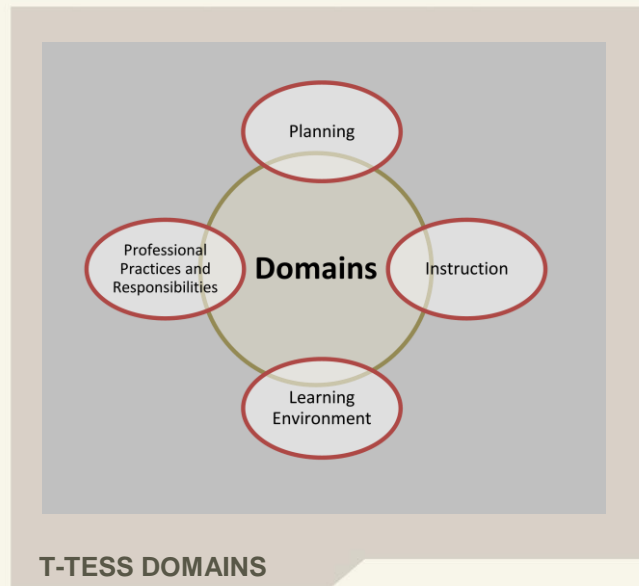 Planning
Professional
Practices and
Responsibilities
Domains
Instruction
Learning
Environment
T-TESS DOMAINS